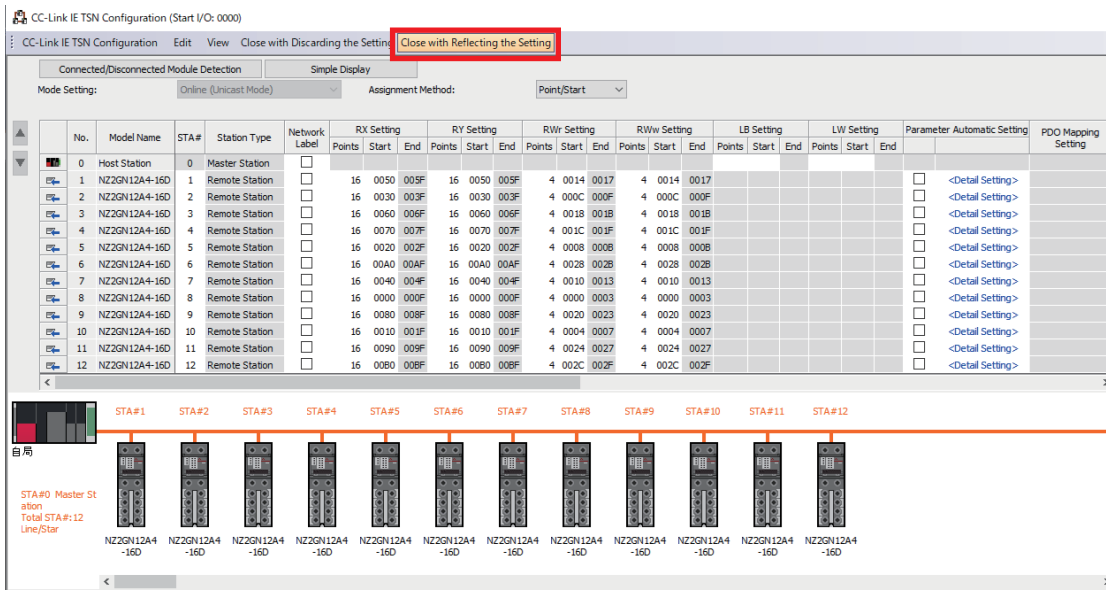 CC-Link IE TSN Configuration (Start I/O: 0000)
CC-Link IE TSN Configuration Edit View Close with Discarding the Setting Close with Reflecting the Setting
Connected/Disconnected Module Detection Simple Display
Mode Setting: Online (Unicast Mode) Assignment Method: Point/Start
No. Model Name STA# Station Type Network Label RX Setting RY Setting RWr Setting RWw Setting LB Setting LW Setting Parameter Automatic Setting PDO Mapping Setting
Points Start End Points Start End Points Start End Points Start End Points Start End Points Start End
0 Host Station 0 Master Station
1 NZ2GN12A4-16D 1 Remote Station 16 0050 005F 16 0050 005F 4 0014 0017 4 0014 0017 <Detail Setting>
2 NZ2GN12A4-16D 2 Remote Station 16 0030 003F 16 0030 003F 4 000C 000F 4 000C 000F <Detail Setting>
3 NZ2GN12A4-16D 3 Remote Station 16 0060 006F 16 0060 006F 4 0018 001B 4 0018 001B <Detail Setting>
4 NZ2GN12A4-16D 4 Remote Station 16 0070 007F 16 0070 007F 4 001C 001F 4 001C 001F <Detail Setting>
5 NZ2GN12A4-16D 5 Remote Station 16 0020 002F 16 0020 002F 4 0008 000B 4 0008 000B <Detail Setting>
6 NZ2GN12A4-16D 6 Remote Station 16 00A0 00AF 16 00A0 00AF 4 0028 002B 4 0028 002B <Detail Setting>
7 NZ2GN12A4-16D 7 Remote Station 16 0040 004F 16 0040 004F 4 0010 0013 4 0010 0013 <Detail Setting>
8 NZ2GN12A4-16D 8 Remote Station 16 0000 000F 16 0000 000F 4 0000 0003 4 0000 0003 <Detail Setting>
9 NZ2GN12A4-16D 9 Remote Station 16 0080 008F 16 0080 008F 4 0020 0023 4 0020 0023 <Detail Setting>
10 NZ2GN12A4-16D 10 Remote Station 16 0010 001F 16 0010 001F 4 0004 0007 4 0004 0007 <Detail Setting>
11 NZ2GN12A4-16D 11 Remote Station 16 0090 009F 16 0090 009F 4 0024 0027 4 0024 0027 <Detail Setting>
12 NZ2GN12A4-16D 12 Remote Station 16 00B0 00BF 16 00B0 00BF 4 002C 002F 4 002C 002F <Detail Setting>
STA#1 STA#2 STA#3 STA#4 STA#5 STA#6 STA#7 STA#8 STA#9 STA#10 STA#11 STA#12
自局
STA#0 Master St
ation
Total STA#:12
Line/Star
NZ2GN12A4 NZ2GN12A4 NZ2GN12A4 NZ2GN12A4 NZ2GN12A4 NZ2GN12A4 NZ2GN12A4 NZ2GN12A4 NZ2GN12A4 NZ2GN12A4 NZ2GN12A4 NZ2GN12A4
-16D -16D -16D -16D -16D -16D -16D -16D -16D -16D -16D -16D